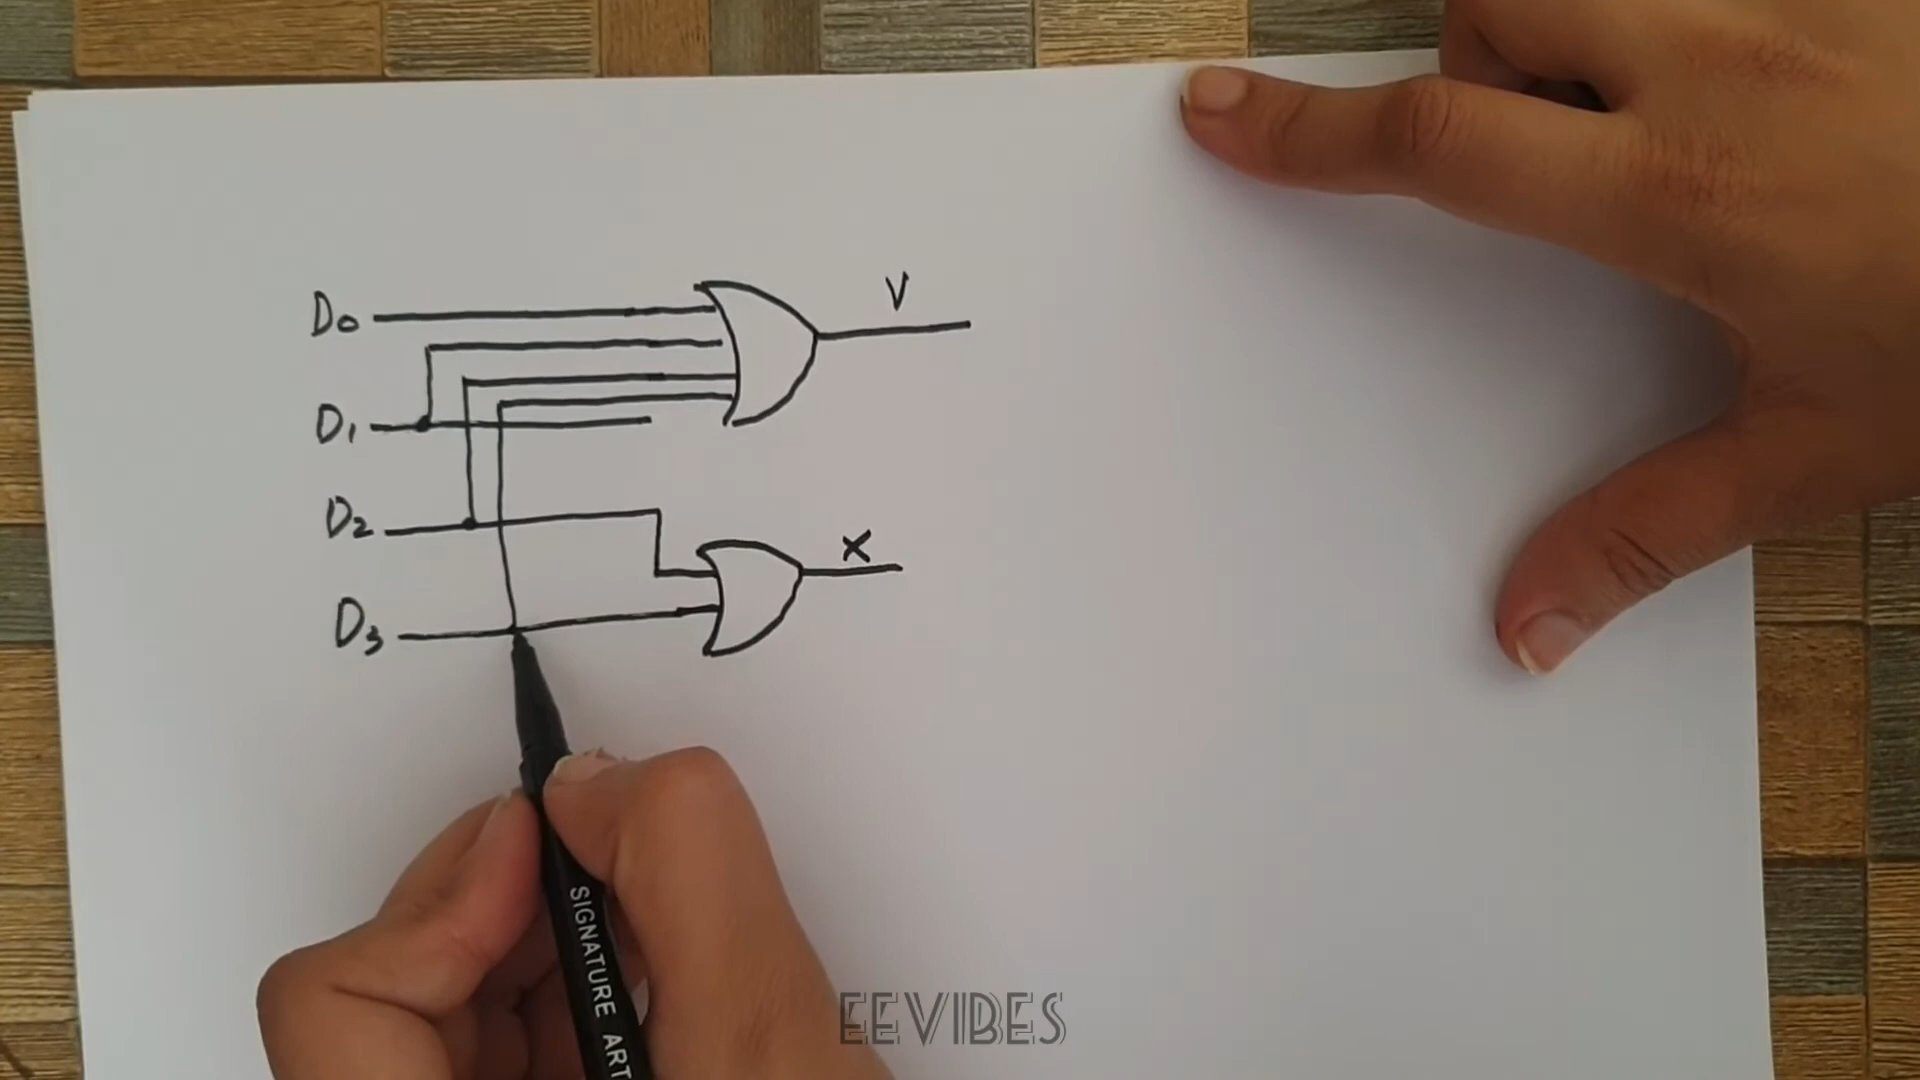 V
D0
D1
D2
X
D3
SIGNATURE ART
EEVIBES